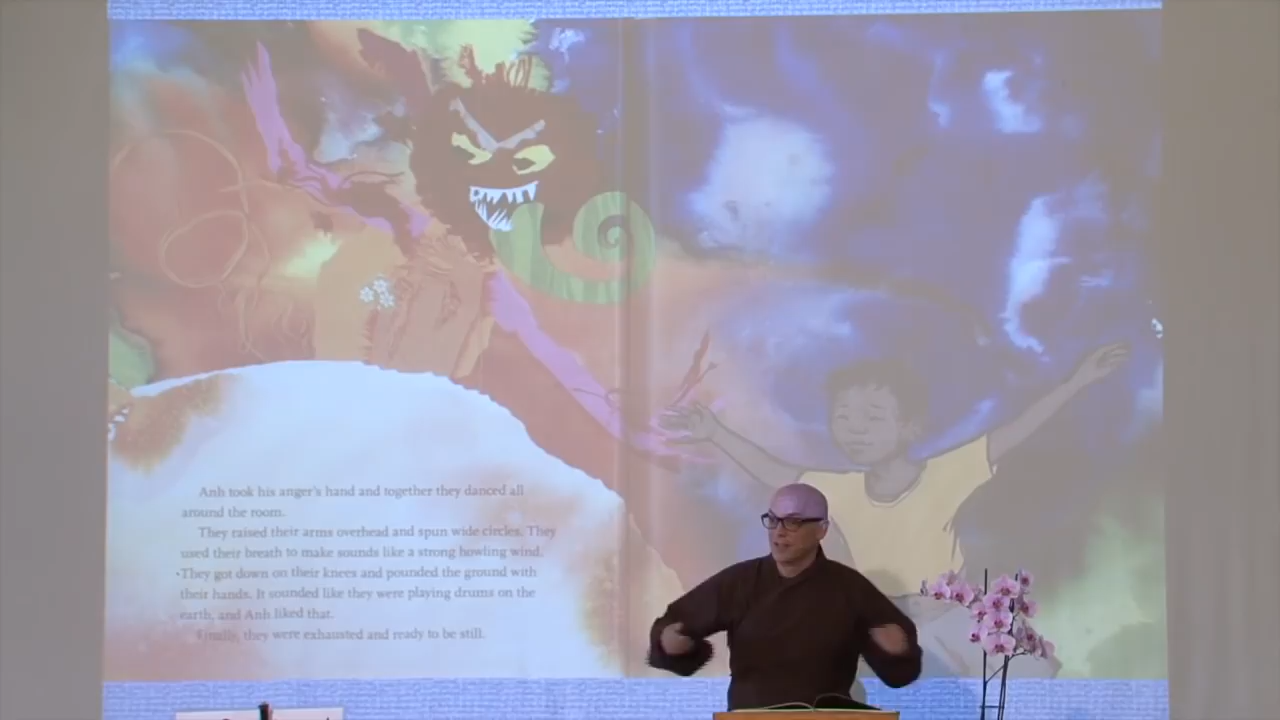 Anh took his anger's hand and together they danced all
around the room.
They raised their arms overhead and spun wide circles. They
used their breath to make sounds like a strong howling wind.
They got down on their knees and pounded the ground with
their hands. It sounded like they were playing drums on the
earth, and Anh liked that.
Finally, they were exhausted and ready to be still.